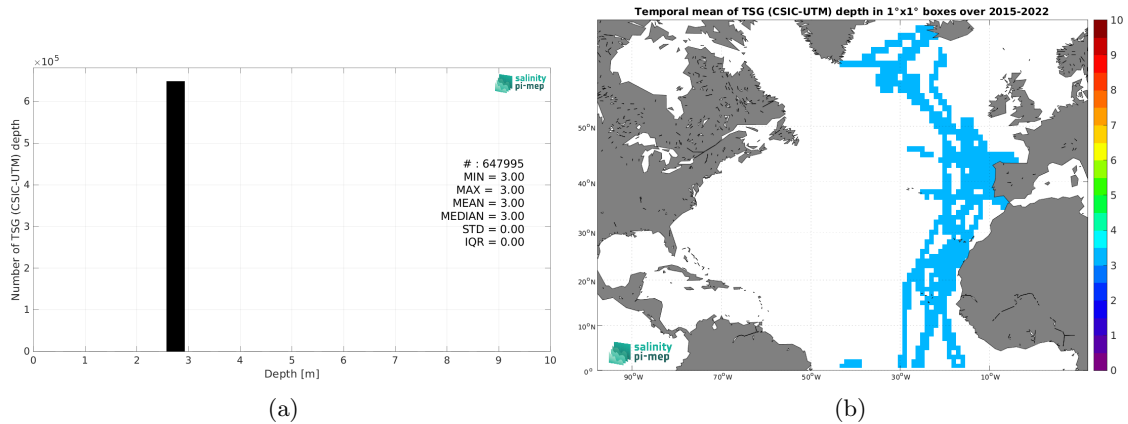 ×10⁵
6
5
4
3
2
1
0
Number of TSG (CSIC-UTM) depth
0 1 2 3 4 5 6 7 8 9 10
Depth [m]
salinity
pi-mep
# : 647995
MIN = 3.00
MAX = 3.00
MEAN = 3.00
MEDIAN = 3.00
STD = 0.00
IQR = 0.00
(a)
Temporal mean of TSG (CSIC-UTM) depth in 1°x1° boxes over 2015-2022
50°N
40°N
30°N
20°N
10°N
0°
90°W 70°W 50°W 30°W 10°W
salinity
pi-mep
10
9
8
7
6
5
4
3
2
1
0
(b)